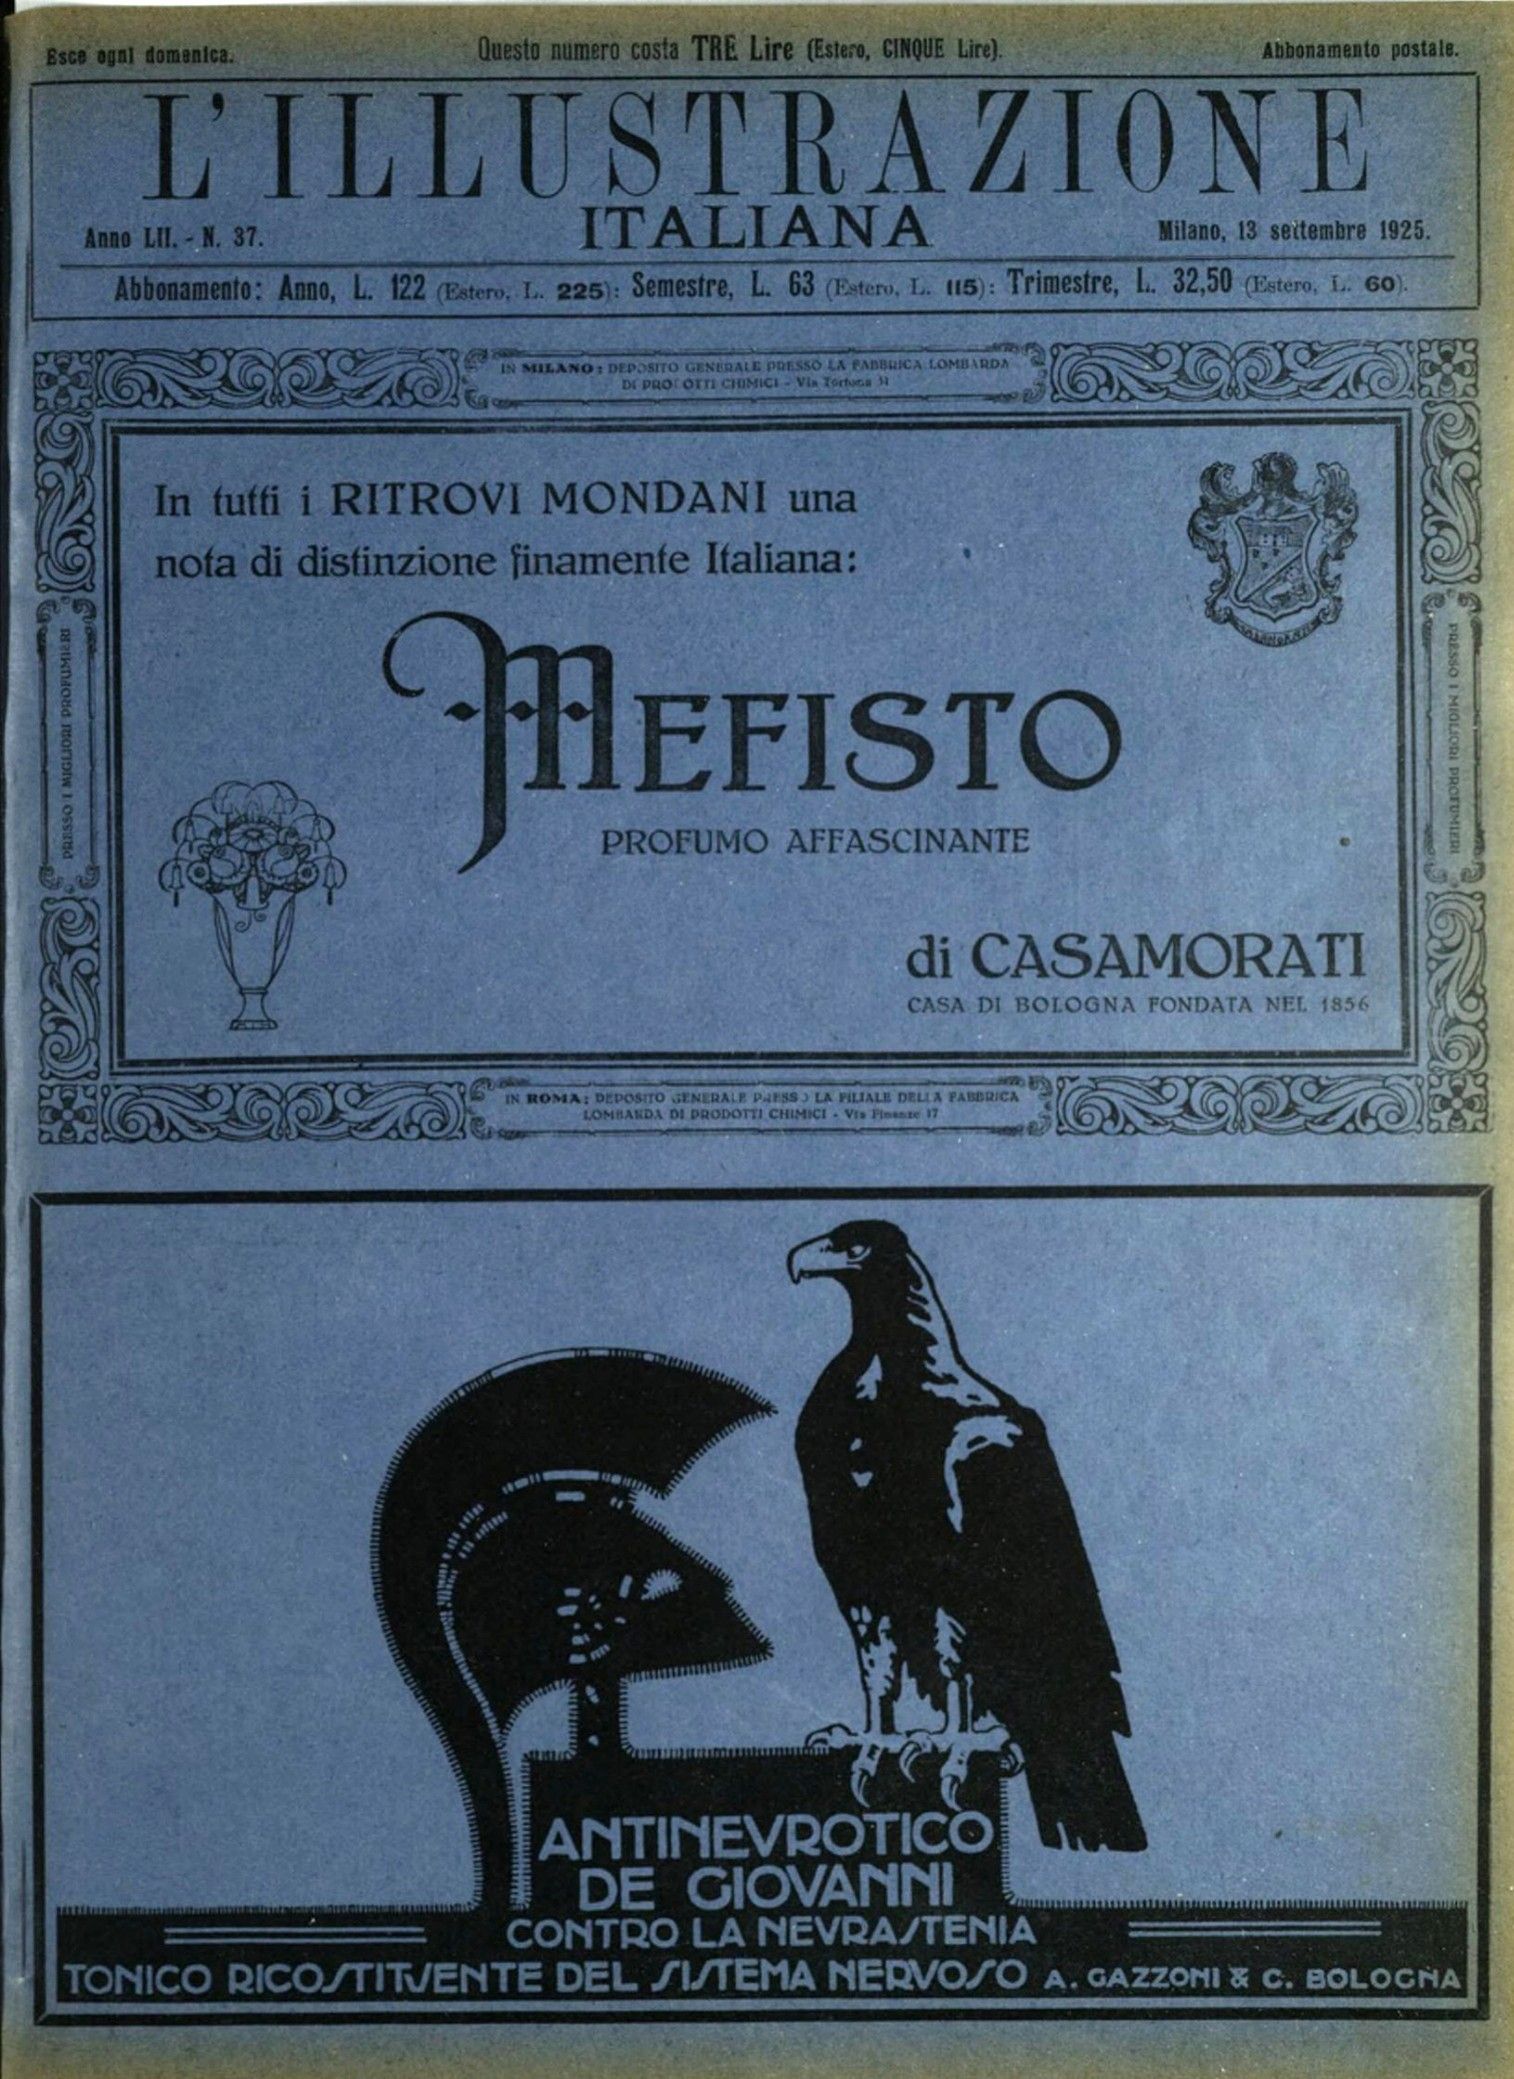 Esce ogni domenica.
Questo numero costa TRE Lire (Estero, CINQUE Lire).
Abbonamento postale.
L'ILLUSTRAZIONE
ITALIANA
Anno LII. - N. 37.
Milano, 13 settembre 1925.
Abbonamento: Anno, L. 122 (Estero, L. 225): Semestre, L. 63 (Estero, L. 115): Trimestre, L. 32,50 (Estero, L. 60).
IN MILANO: DEPOSITO GENERALE PRESSO LA FABBRICA LOMBARDA
DI PRODOTTI CHIMICI - Via Tortona 31
PRESSO I MIGLIORI PROFUMIERI
In tutti i RITROVI MONDANI una
nota di distinzione finamente Italiana:
CASAMORATI
MEFISTO
PROFUMO AFFASCINANTE
di CASAMORATI
CASA DI BOLOGNA FONDATA NEL 1856
PRESSO I MIGLIORI PROFUMIERI
IN ROMA: DEPOSITO GENERALE PRESSO LA FILIALE DELLA FABBRICA
LOMBARDA DI PRODOTTI CHIMICI - Via Finanze 17
ANTINEVROTICO
DE GIOVANNI
CONTRO LA NEVRASTENIA
TONICO RICOSTITUENTE DEL SISTEMA NERVOSO A. GAZZONI & C. BOLOGNA